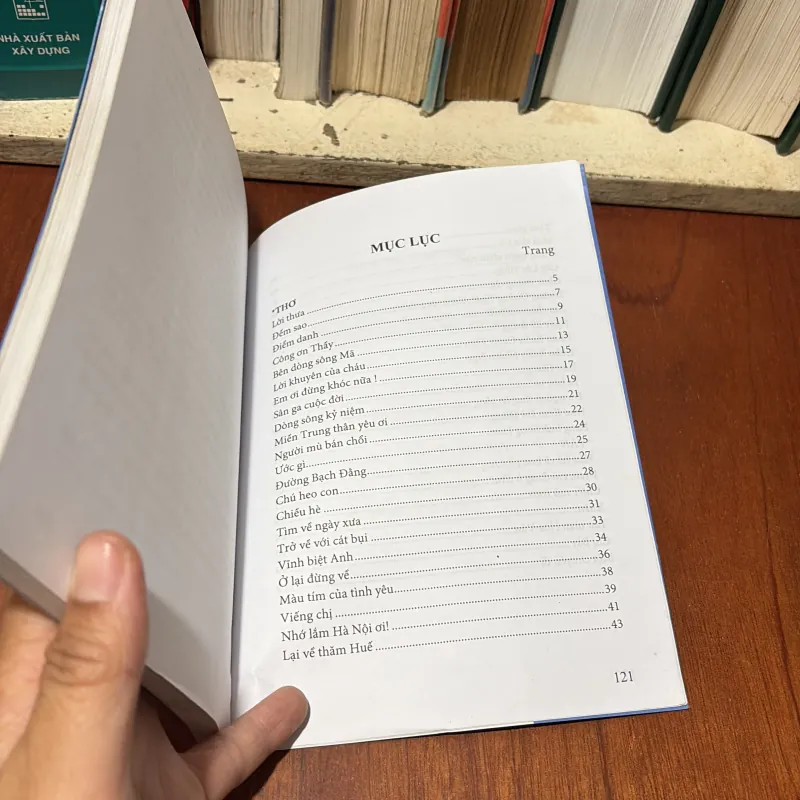 NHÀ XUẤT BẢN
XÂY DỰNG
MỤC LỤC
Trang
*THƠ
Lời thưa 5
Đếm sao 7
Điểm danh 9
Công ơn Thầy 11
Bên dòng sông Mã 13
Lời khuyên của cháu 15
Em ơi đừng khóc nữa ! 17
Sân ga cuộc đời 19
Dòng sông kỷ niệm 21
Miền Trung thân yêu ơi 22
Người mù bán chổi 24
Ước gì 25
Đường Bạch Đằng 27
Chú heo con 28
Chiều hè 30
Tìm về ngày xưa 31
Trở về với cát bụi 33
Vĩnh biệt Anh 34
Ở lại đừng về 36
Màu tím của tình yêu 38
Viếng chị 39
Nhớ lắm Hà Nội ơi! 41
Lại về thăm Huế 43
121